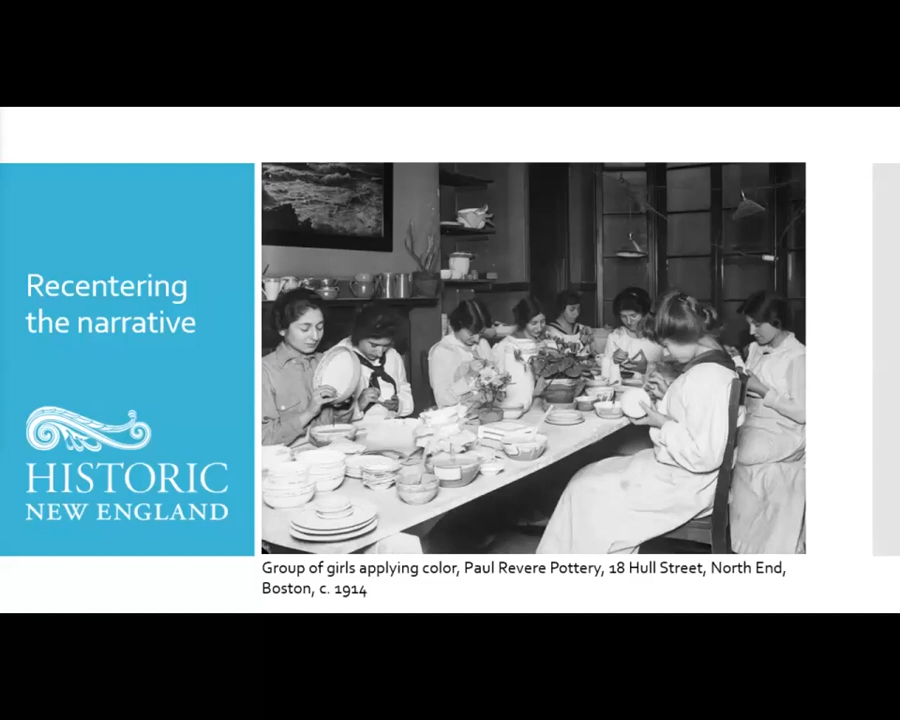 Recentering
the narrative
HISTORIC
NEW ENGLAND
Group of girls applying color, Paul Revere Pottery, 18 Hull Street, North End,
Boston, c. 1914